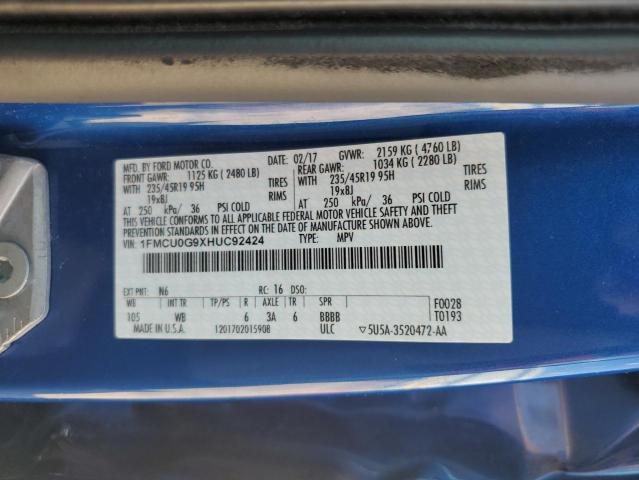 MFD. BY FORD MOTOR CO.
DATE: 02/17 GVWR: 2159 KG ( 4760 LB)
FRONT GAWR: 1125 KG ( 2480 LB) REAR GAWR: 1034 KG ( 2280 LB)
WITH 235/45R19 95H TIRES WITH 235/45R19 95H TIRES
19x8J RIMS 19x8J RIMS
AT 250 kPa/ 36 PSI COLD AT 250 kPa/ 36 PSI COLD
THIS VEHICLE CONFORMS TO ALL APPLICABLE FEDERAL MOTOR VEHICLE SAFETY AND BUMPER
STANDARDS IN EFFECT ON THE DATE OF MANUFACTURE SHOWN ABOVE.
VIN: 1FMCU0G9XHUC92424 TYPE: MPV
EXT PNT: N6 RC: 16 DSO: F0028
WB INT TR TP/PS R AXLE TR SPR T0193
105 WB 6 3A 6 BBBB
MADE IN U.S.A. 1201702015908 ULC ▽5U5A-3520472-AA